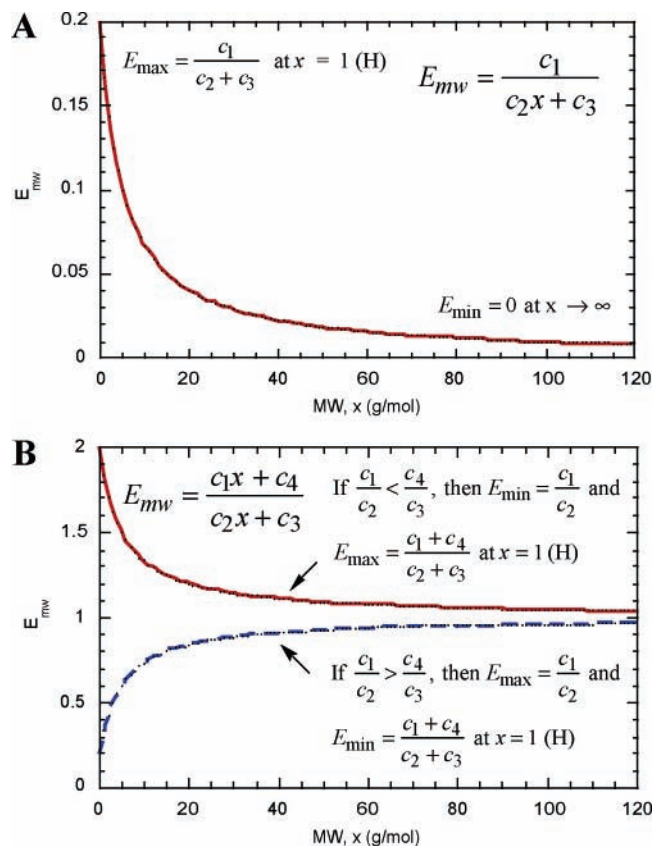 A
0.2
0.15
0.1
0.05
0
E_mw
E_max = c_1/(c_2 + c_3) at x = 1 (H)
E_mw = c_1/(c_2x + c_3)
E_min = 0 at x → ∞
0 20 40 60 80 100 120
MW, x (g/mol)
B
2
1.5
1
0.5
0
E_mw
E_mw = (c_1x + c_4)/(c_2x + c_3)
If c_1/c_2 < c_4/c_3, then E_min = c_1/c_2 and
E_max = (c_1 + c_4)/(c_2 + c_3) at x = 1 (H)
If c_1/c_2 > c_4/c_3, then E_max = c_1/c_2 and
E_min = (c_1 + c_4)/(c_2 + c_3) at x = 1 (H)
0 20 40 60 80 100 120
MW, x (g/mol)